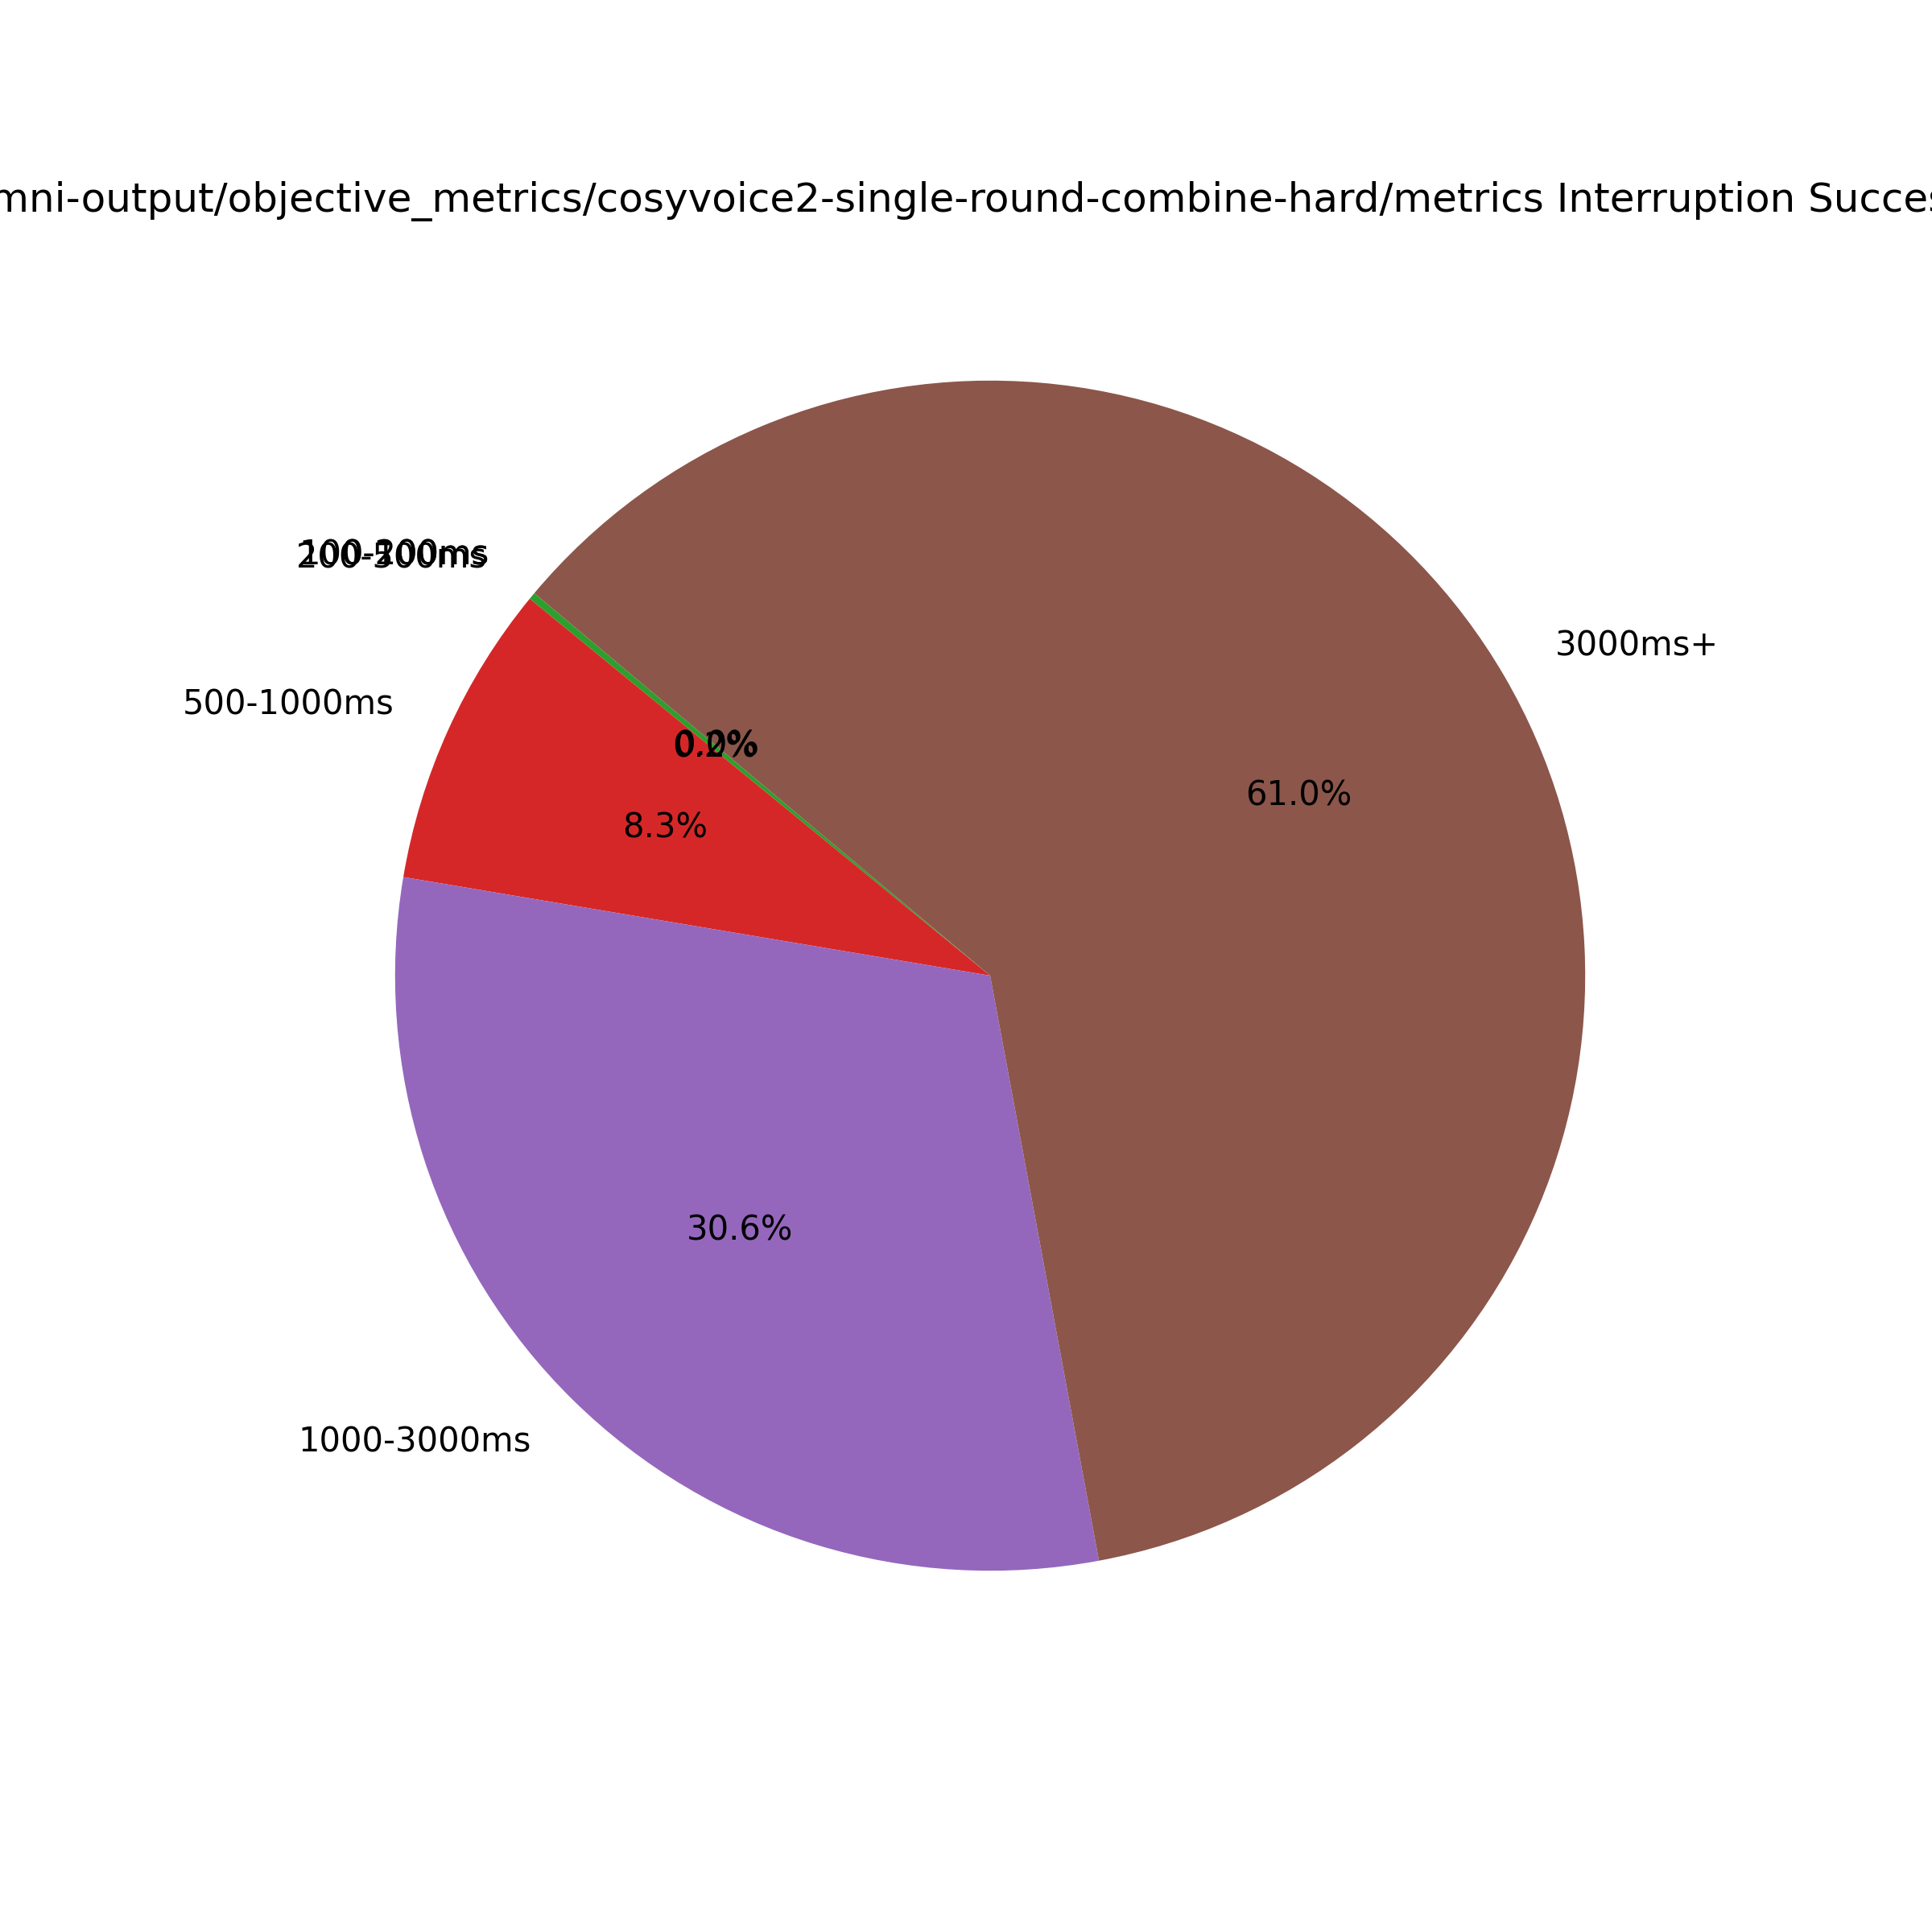 mni-output/objective_metrics/cosyvoice2-single-round-combine-hard/metrics Interruption Succes
3000ms+
500-1000ms
61.0%
8.3%
30.6%
1000-3000ms